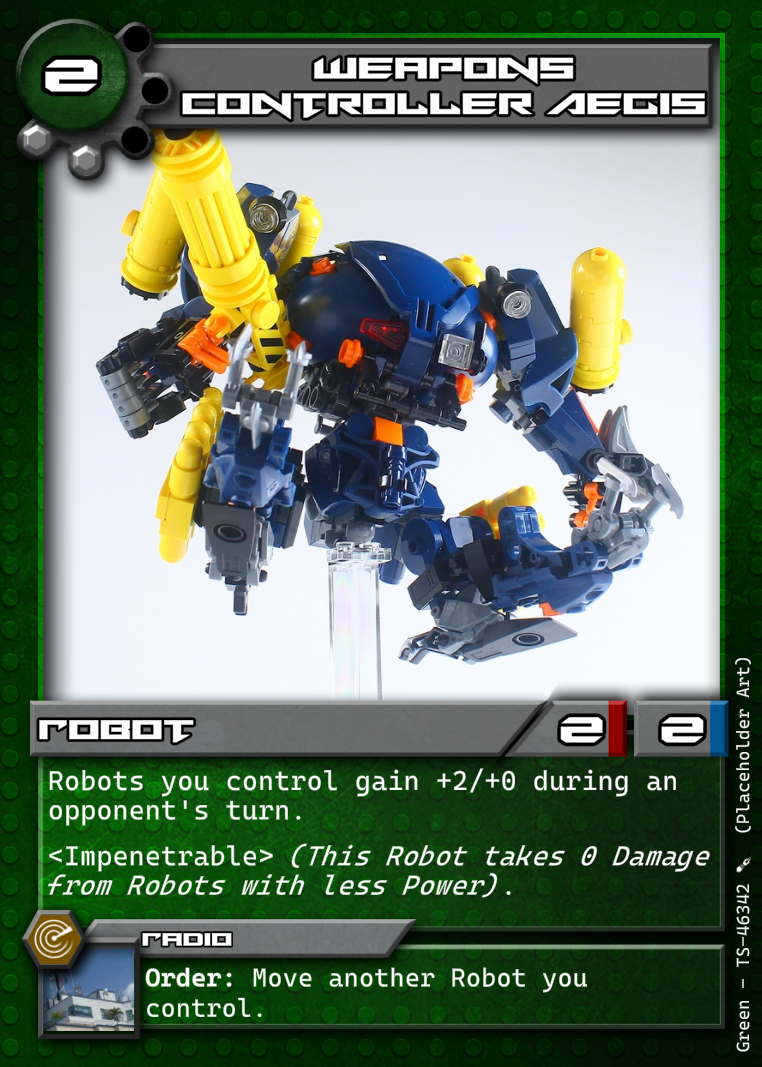 2
WEAPONS
CONTROLLER AEGIS
ROBOT
2
2
Robots you control gain +2/+0 during an
opponent's turn.
<Impenetrable> (This Robot takes 0 Damage
from Robots with less Power).
RADIO
Order: Move another Robot you
control.
Green – TS-46342 ✒ (Placeholder Art)